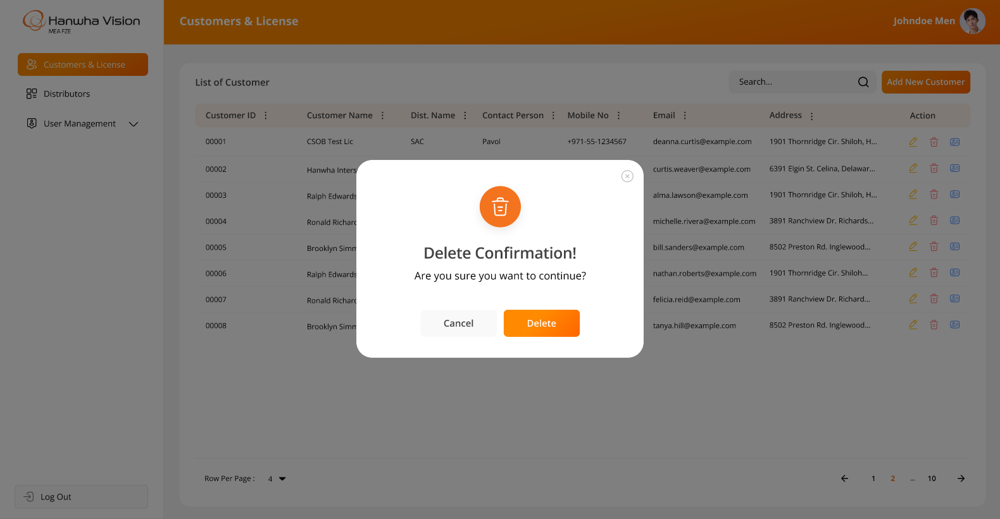 Hanwha Vision
MEA FZE
Customers & License
Distributors
User Management
Log Out
Customers & License
Johndoe Men
List of Customer
Search...
Add New Customer
Customer ID Customer Name Dist. Name Contact Person Mobile No Email Address Action
00001 CSOB Test Lic SAC Pavol +971-55-1234567 deanna.curtis@example.com 1901 Thornridge Cir. Shiloh, H...
00002 Hanwha Inters curtis.weaver@example.com 6391 Elgin St. Celina, Delawar...
00003 Ralph Edwards alma.lawson@example.com 1901 Thornridge Cir. Shiloh, H...
00004 Ronald Richard michelle.rivera@example.com 3891 Ranchview Dr. Richards...
00005 Brooklyn Simm bill.sanders@example.com 8502 Preston Rd. Inglewood...
00006 Ralph Edwards nathan.roberts@example.com 1901 Thornridge Cir. Shiloh...
00007 Ronald Richard felicia.reid@example.com 3891 Ranchview Dr. Richard...
00008 Brooklyn Simm tanya.hill@example.com 8502 Preston Rd. Inglewood...
Delete Confirmation!
Are you sure you want to continue?
Cancel
Delete
Row Per Page : 4
1 2 ... 10